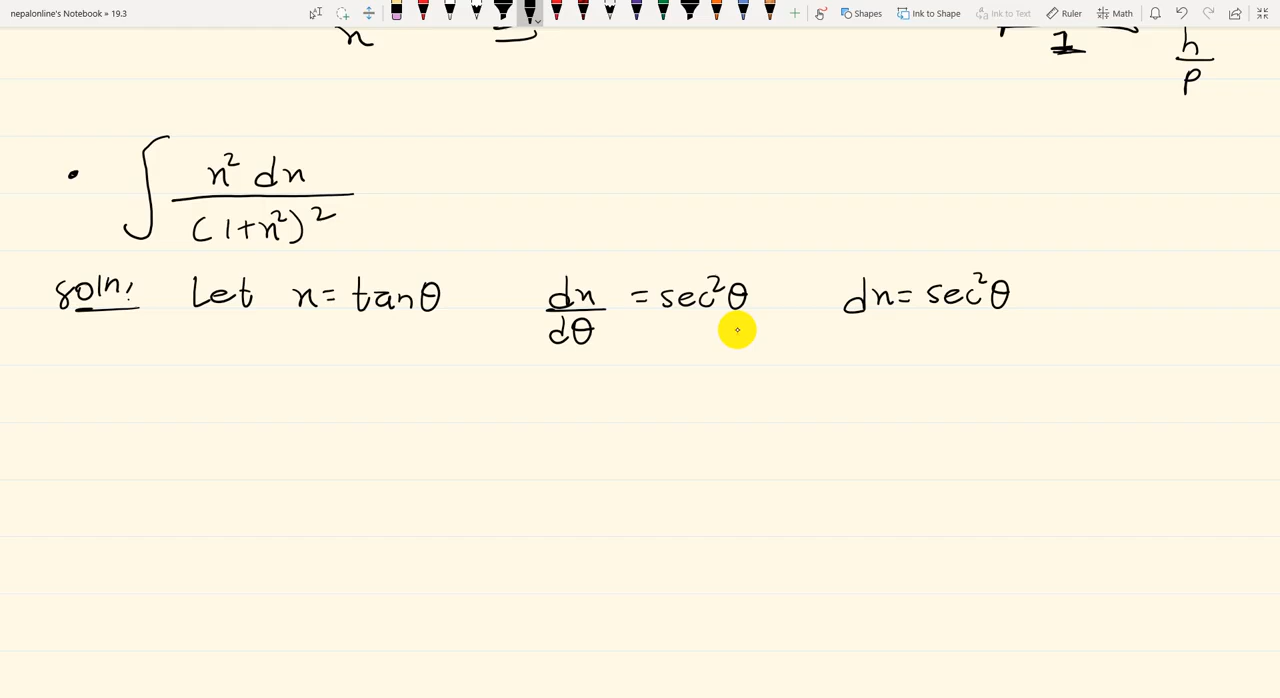 nepalonline's Notebook » 19.3 Shapes Ink to Shape Ink to Text Ruler Math
x
1
h
p
• ∫ x² dx / (1+x²)²
soln: Let x = tanθ dx/dθ = sec²θ dx = sec²θ